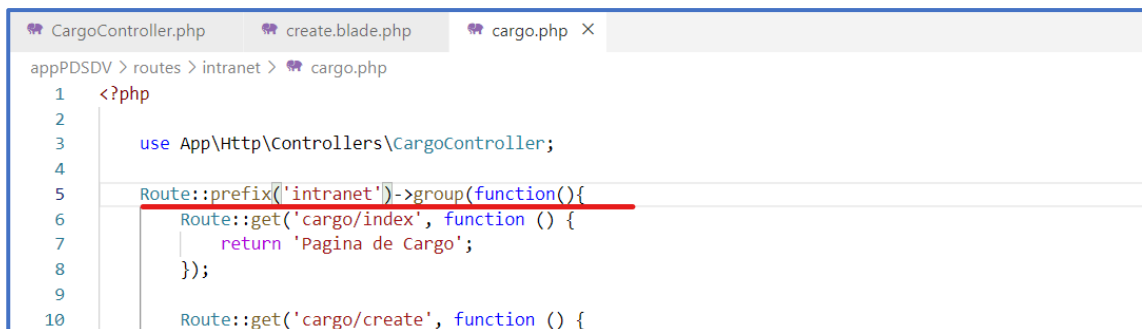 CargoController.php create.blade.php cargo.php ×
appPDSDV > routes > intranet > cargo.php
1 <?php
2
3 use App\Http\Controllers\CargoController;
4
5 Route::prefix('intranet')->group(function(){
6 Route::get('cargo/index', function () {
7 return 'Pagina de Cargo';
8 });
9
10 Route::get('cargo/create', function () {